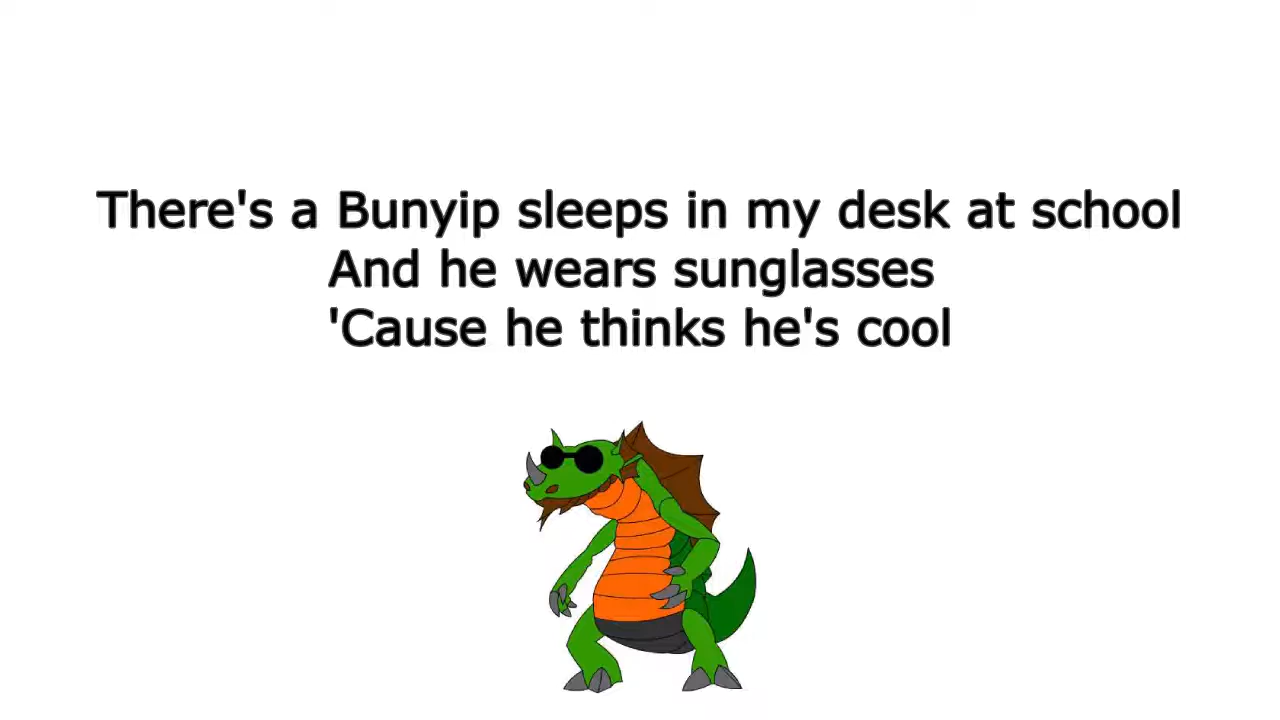 There's a Bunyip sleeps in my desk at school
And he wears sunglasses
'Cause he thinks he's cool